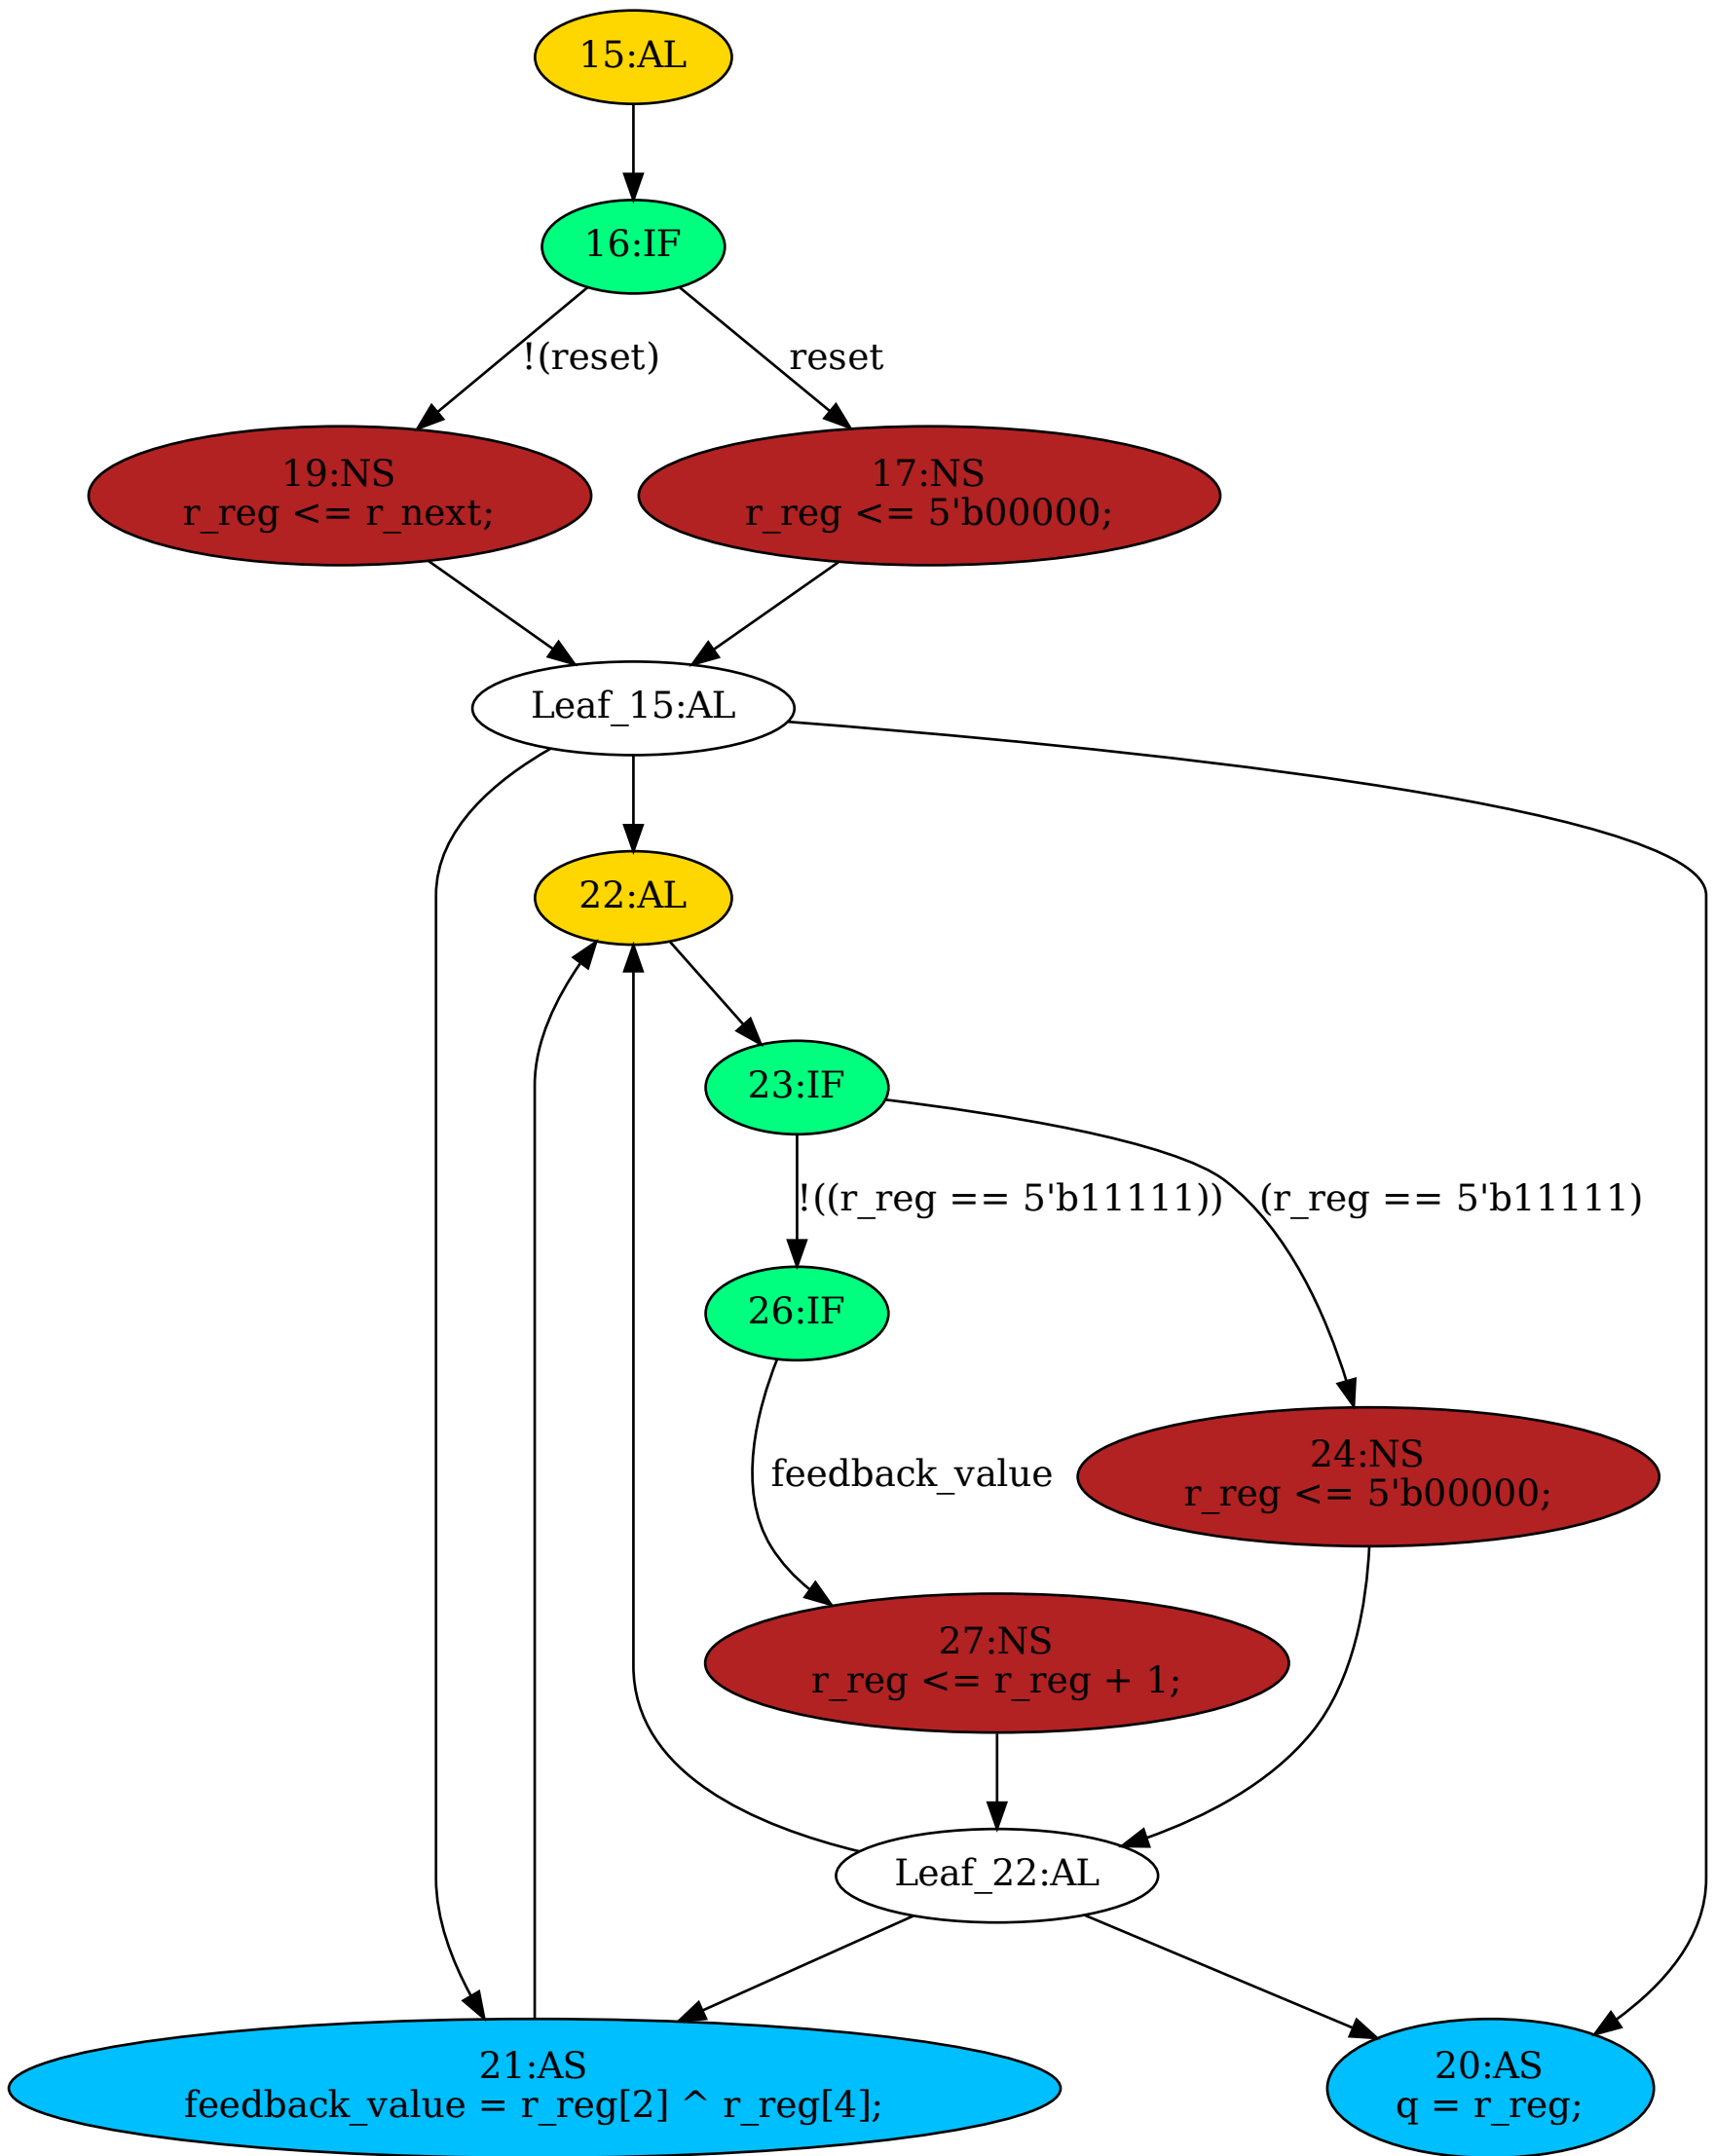 15:AL
16:IF
!(reset)
reset
19:NS
r_reg <= r_next;
17:NS
r_reg <= 5'b00000;
Leaf_15:AL
22:AL
23:IF
!((r_reg == 5'b11111))
(r_reg == 5'b11111)
26:IF
feedback_value
24:NS
r_reg <= 5'b00000;
27:NS
r_reg <= r_reg + 1;
Leaf_22:AL
21:AS
feedback_value = r_reg[2] ^ r_reg[4];
20:AS
q = r_reg;